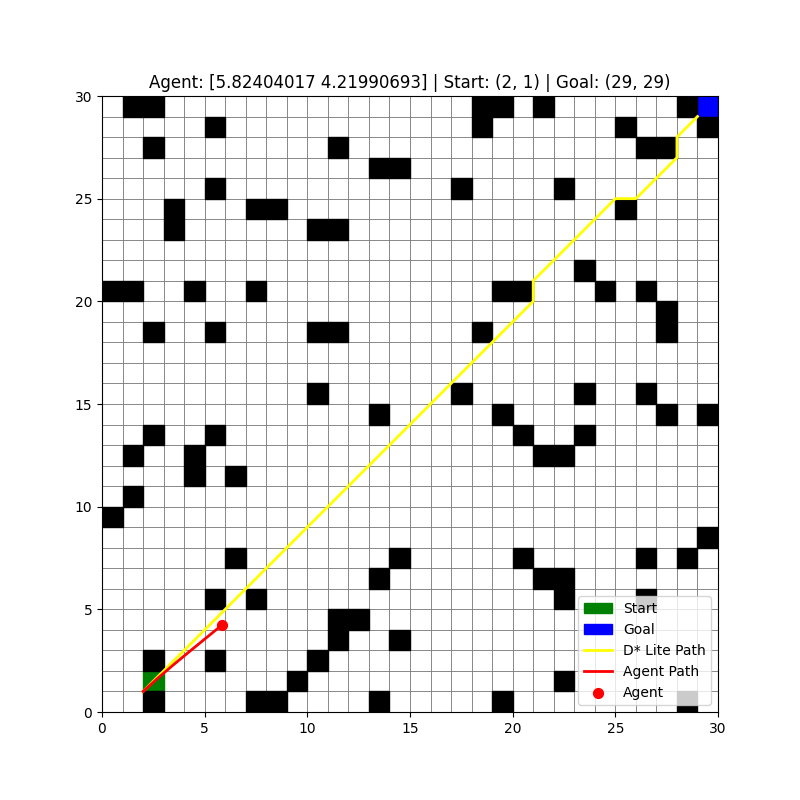 Agent: [5.82404017 4.21990693] | Start: (2, 1) | Goal: (29, 29)
30
25
20
15
10
5
0
0 5 10 15 20 25 30
Start
Goal
D* Lite Path
Agent Path
Agent